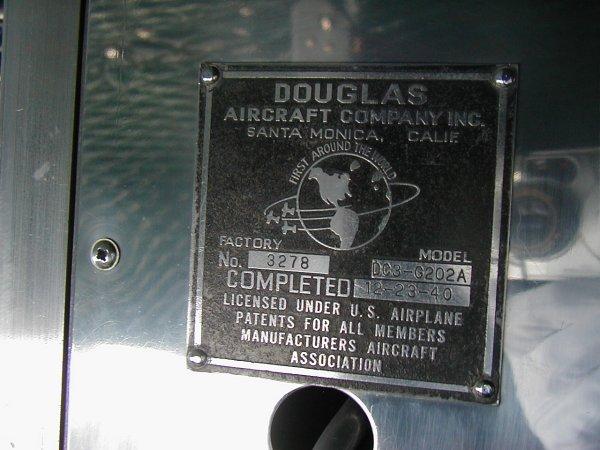 DOUGLAS
AIRCRAFT COMPANY INC.
SANTA MONICA, CALIF.
FIRST AROUND THE WORLD
FACTORY No. 3278
MODEL DC3-G202A
COMPLETED 12-23-40
LICENSED UNDER U.S. AIRPLANE
PATENTS FOR ALL MEMBERS
MANUFACTURERS AIRCRAFT
ASSOCIATION